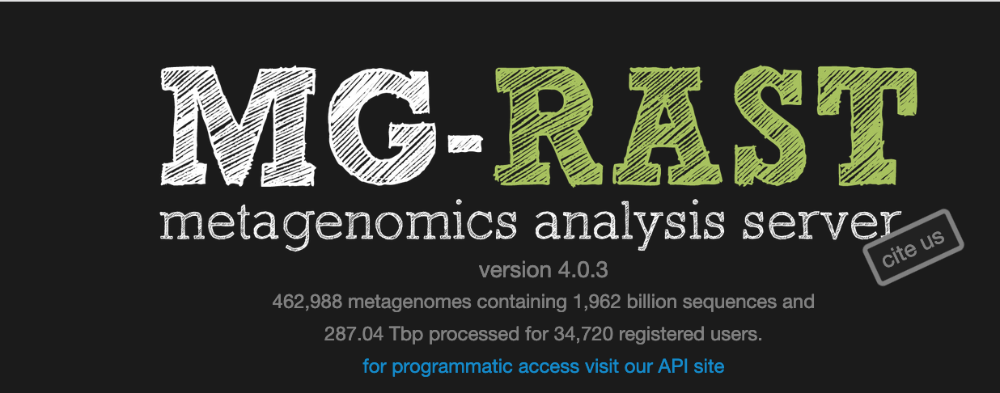 MG-RAST
metagenomics analysis server
cite us
version 4.0.3
462,988 metagenomes containing 1,962 billion sequences and
287.04 Tbp processed for 34,720 registered users.
for programmatic access visit our API site